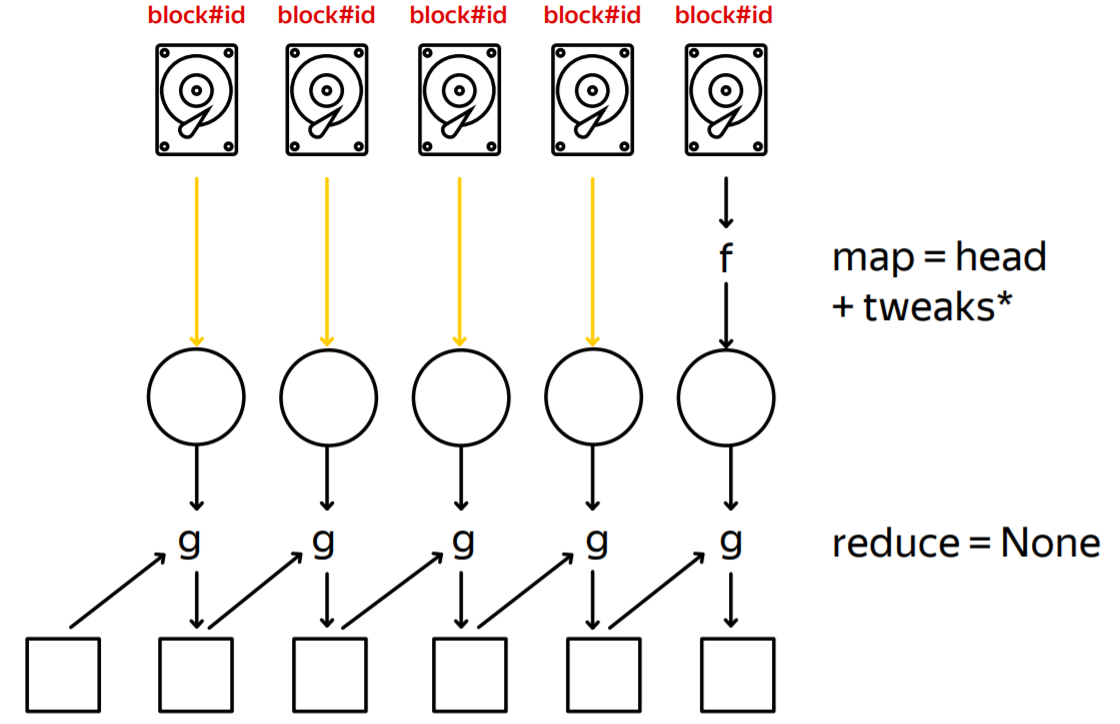 block#id block#id block#id block#id block#id
f
map = head
+ tweaks*
g g g g g
reduce = None